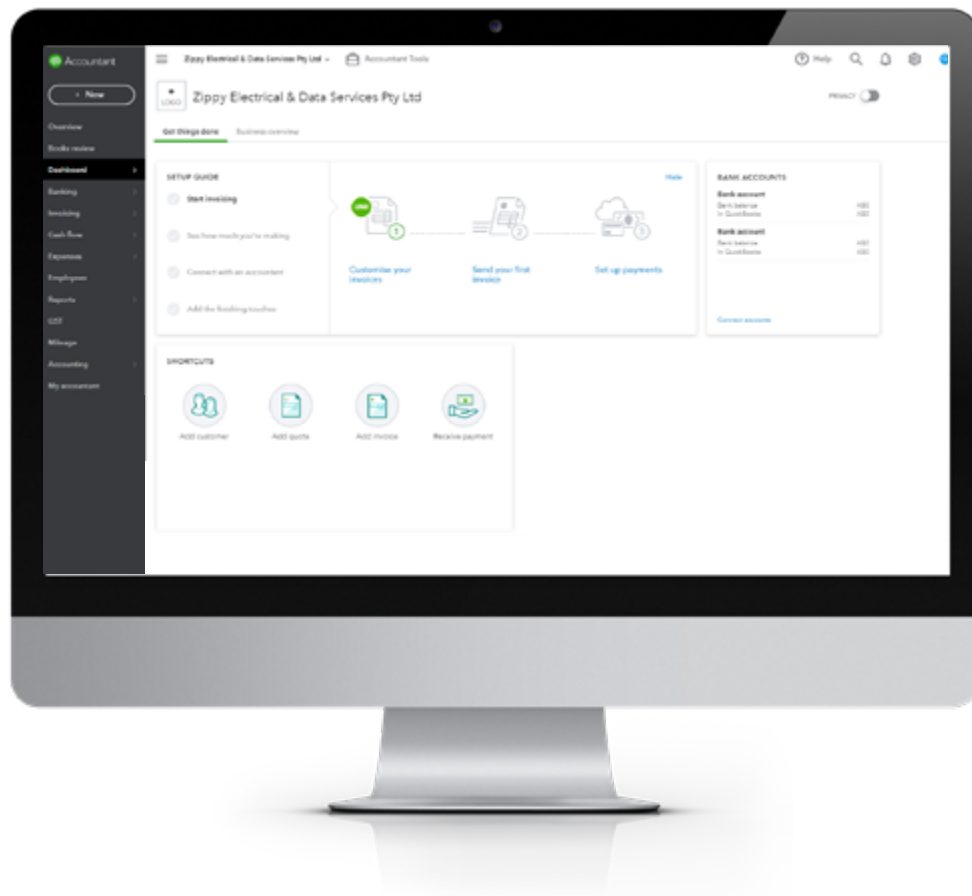 Accountant
Zippy Electrical & Data Services Pty Ltd
Accountant Tools
Help
+ New
+
LOGO
Zippy Electrical & Data Services Pty Ltd
PRIVACY
Get things done
Business overview
Overview
Books review
Dashboard
Banking
Invoicing
Cash flow
Expenses
Employees
Reports
GST
Mileage
Accounting
My accountant
SETUP GUIDE
Hide
Start invoicing
See how much you're making
Connect with an accountant
Add the finishing touches
1
2
3
Customise your
invoices
Send your first
invoice
Set up payments
BANK ACCOUNTS
Bank account
Bank balance
In QuickBooks
Bank account
Bank balance
In QuickBooks
Connect accounts
SHORTCUTS
Add customer
Add quote
Add invoice
Receive payment